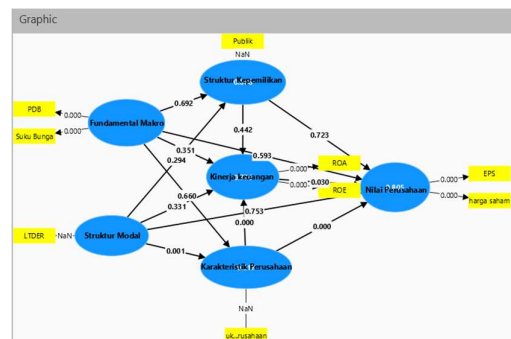 Graphic
Publik
NaN
Struktur Kepemilikan
PDB
0.000
Suku Bunga
0.000
Fundamental Makro
0.692
0.442
0.723
0.351
0.294
0.593
0.000
ROA
Kinerja Keuangan
0.000
ROE
0.030
Nilai Perusahaan
0.000
EPS
0.000
harga saham
0.660
0.331
0.753
LTDER
NaN
Struktur Modal
0.000
0.001
0.000
Karakteristik Perusahaan
NaN
uk...rusahaan